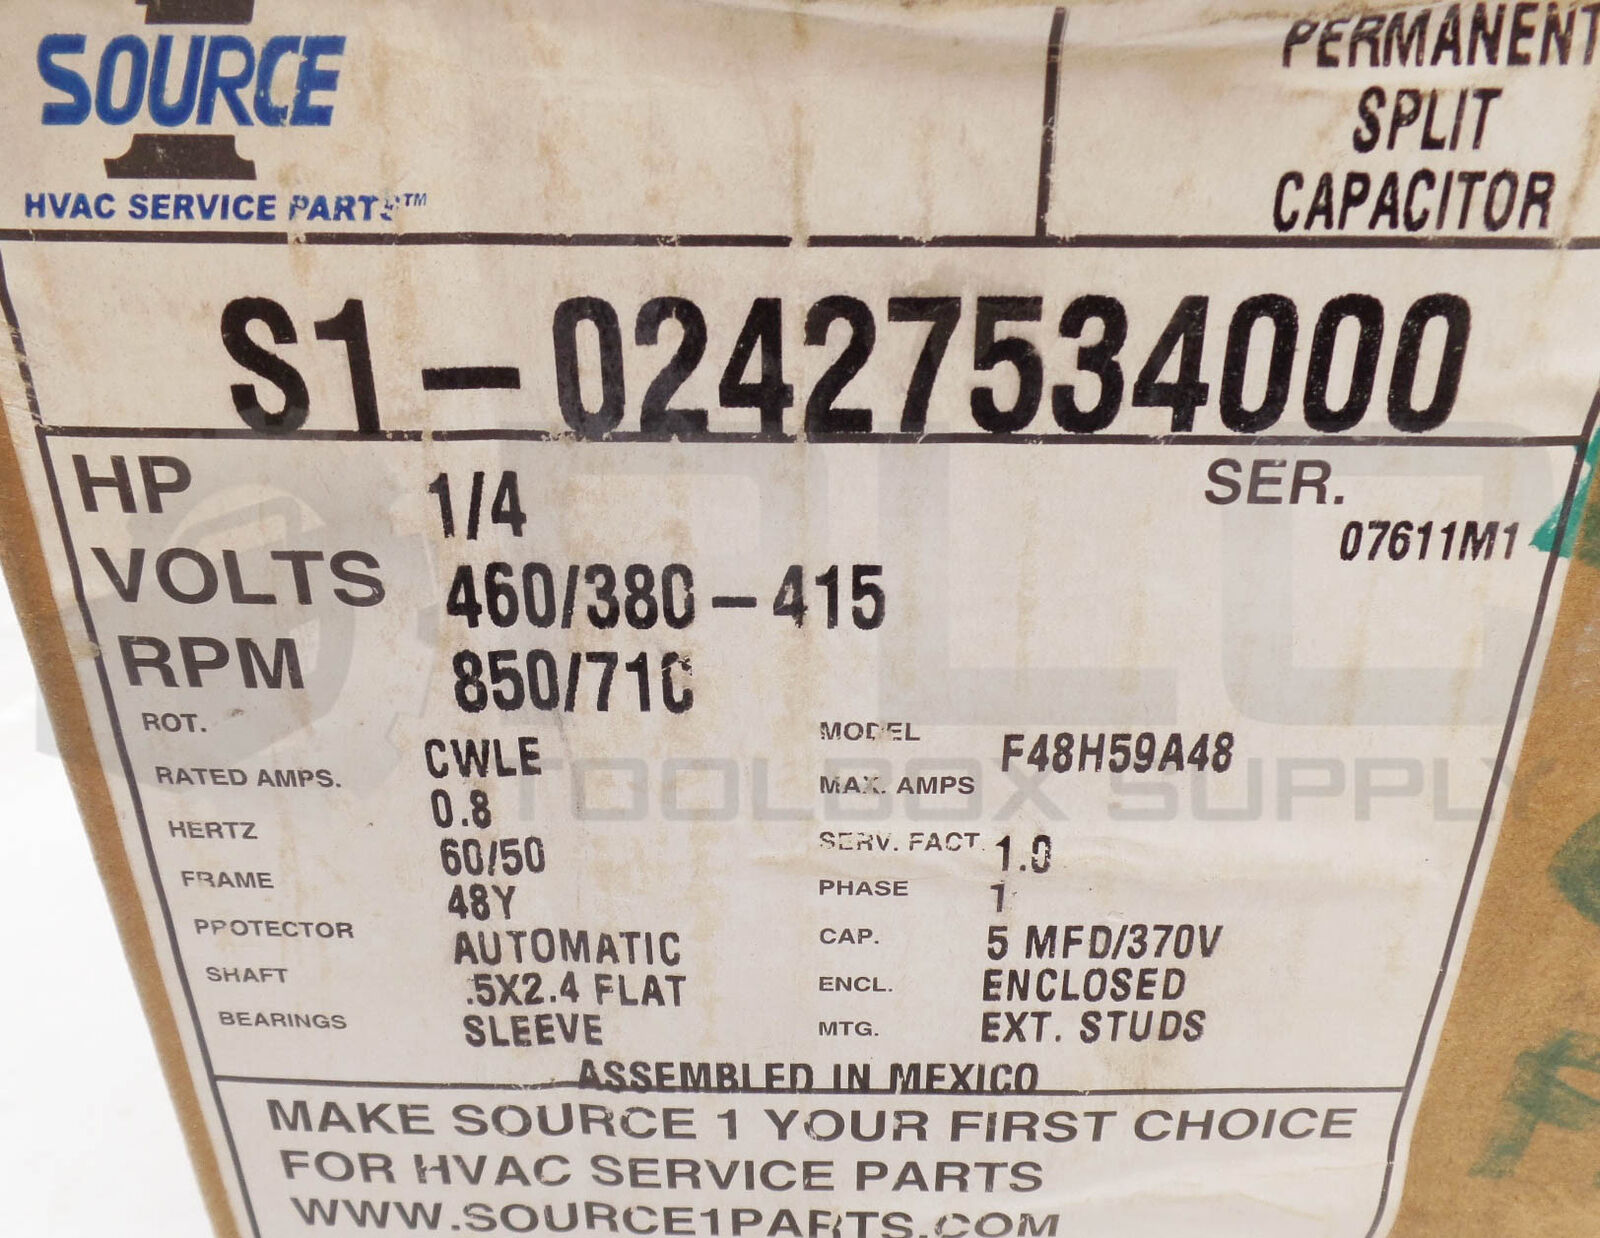 SOURCE
1
HVAC SERVICE PARTS™
PERMANENT
SPLIT
CAPACITOR
S1-02427534000
HP 1/4
SER.
07611M1
VOLTS 460/380-415
RPM 850/710
ROT. CWLE
MODEL F48H59A48
RATED AMPS. 0.8
MAX. AMPS
HERTZ 60/50
SERV. FACT. 1.0
FRAME 48Y
PHASE 1
PROTECTOR AUTOMATIC
CAP. 5 MFD/370V
SHAFT .5X2.4 FLAT
ENCL. ENCLOSED
BEARINGS SLEEVE
MTG. EXT. STUDS
ASSEMBLED IN MEXICO
MAKE SOURCE 1 YOUR FIRST CHOICE
FOR HVAC SERVICE PARTS
WWW.SOURCE1PARTS.COM
PLC
TOOLBOX SUPPLY